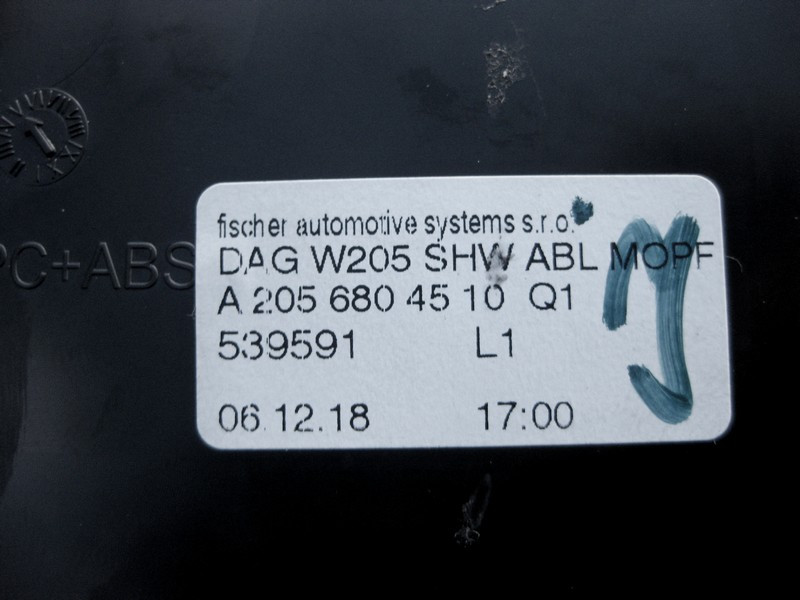 fischer automotive systems s.r.o.
DAG W205 SHW ABL MOPF
A 205 680 45 10 Q1
539591 L1
06.12.18 17:00
PC+ABS